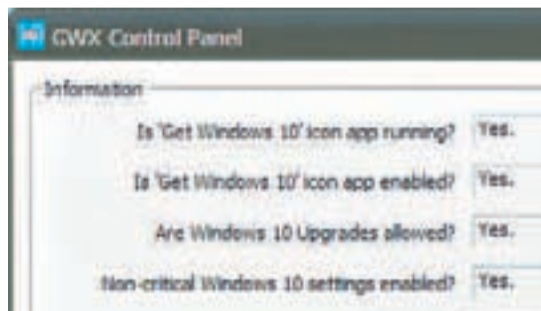 GWX Control Panel
Information
Is 'Get Windows 10' icon app running? Yes.
Is 'Get Windows 10' icon app enabled? Yes.
Are Windows 10 Upgrades allowed? Yes.
Non-critical Windows 10 settings enabled? Yes.